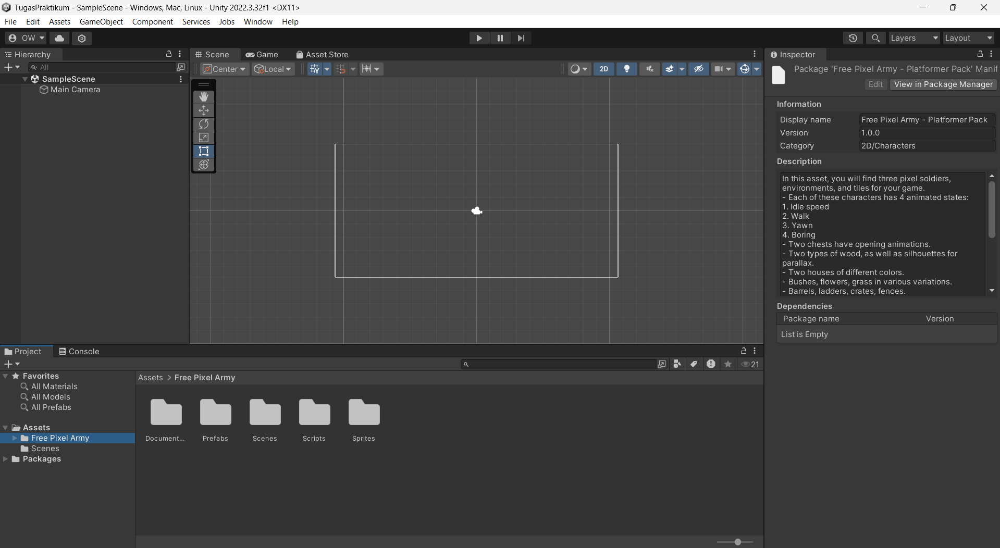 TugasPraktikum - SampleScene - Windows, Mac, Linux - Unity 2022.3.32f1 <DX11>
File Edit Assets GameObject Component Services Jobs Window Help
OW Layers Layout
Hierarchy
All
SampleScene
Main Camera
Scene Game Asset Store
Center Local 2D
Inspector
Package 'Free Pixel Army - Platformer Pack' Manif
Edit View in Package Manager
Information
Display name Free Pixel Army - Platformer Pack
Version 1.0.0
Category 2D/Characters
Description
In this asset, you will find three pixel soldiers,
environments, and tiles for your game.
- Each of these characters has 4 animated states:
1. Idle speed
2. Walk
3. Yawn
4. Boring
- Two chests have opening animations.
- Two types of wood, as well as silhouettes for
parallax.
- Two houses of different colors.
- Bushes, flowers, grass in various variations.
- Barrels, ladders, crates, fences.
Dependencies
Package name Version
List is Empty
Project Console
21
Favorites
All Materials
All Models
All Prefabs
Assets
Free Pixel Army
Scenes
Packages
Assets > Free Pixel Army
Document... Prefabs Scenes Scripts Sprites